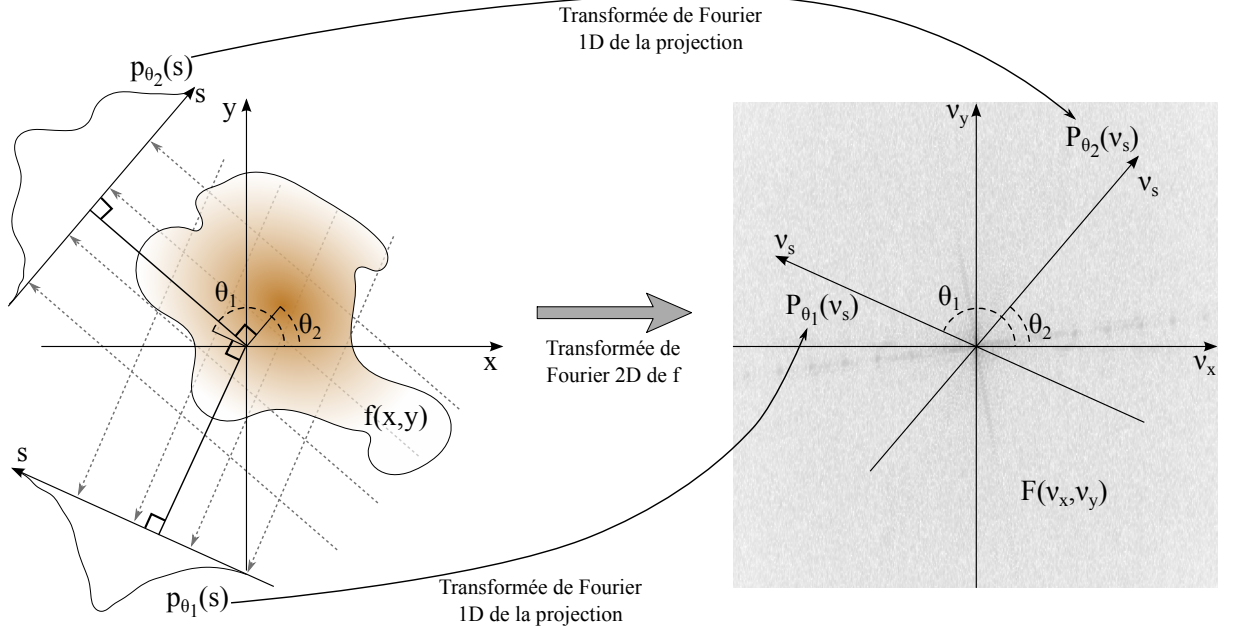 Transformée de Fourier
1D de la projection
pθ2(s)
s
y
θ1
θ2
x
f(x,y)
s
pθ1(s)
Transformée de
Fourier 2D de f
Transformée de Fourier
1D de la projection
νy
Pθ2(νs)
νs
νs
Pθ1(νs)
θ1
θ2
νx
F(νx,νy)